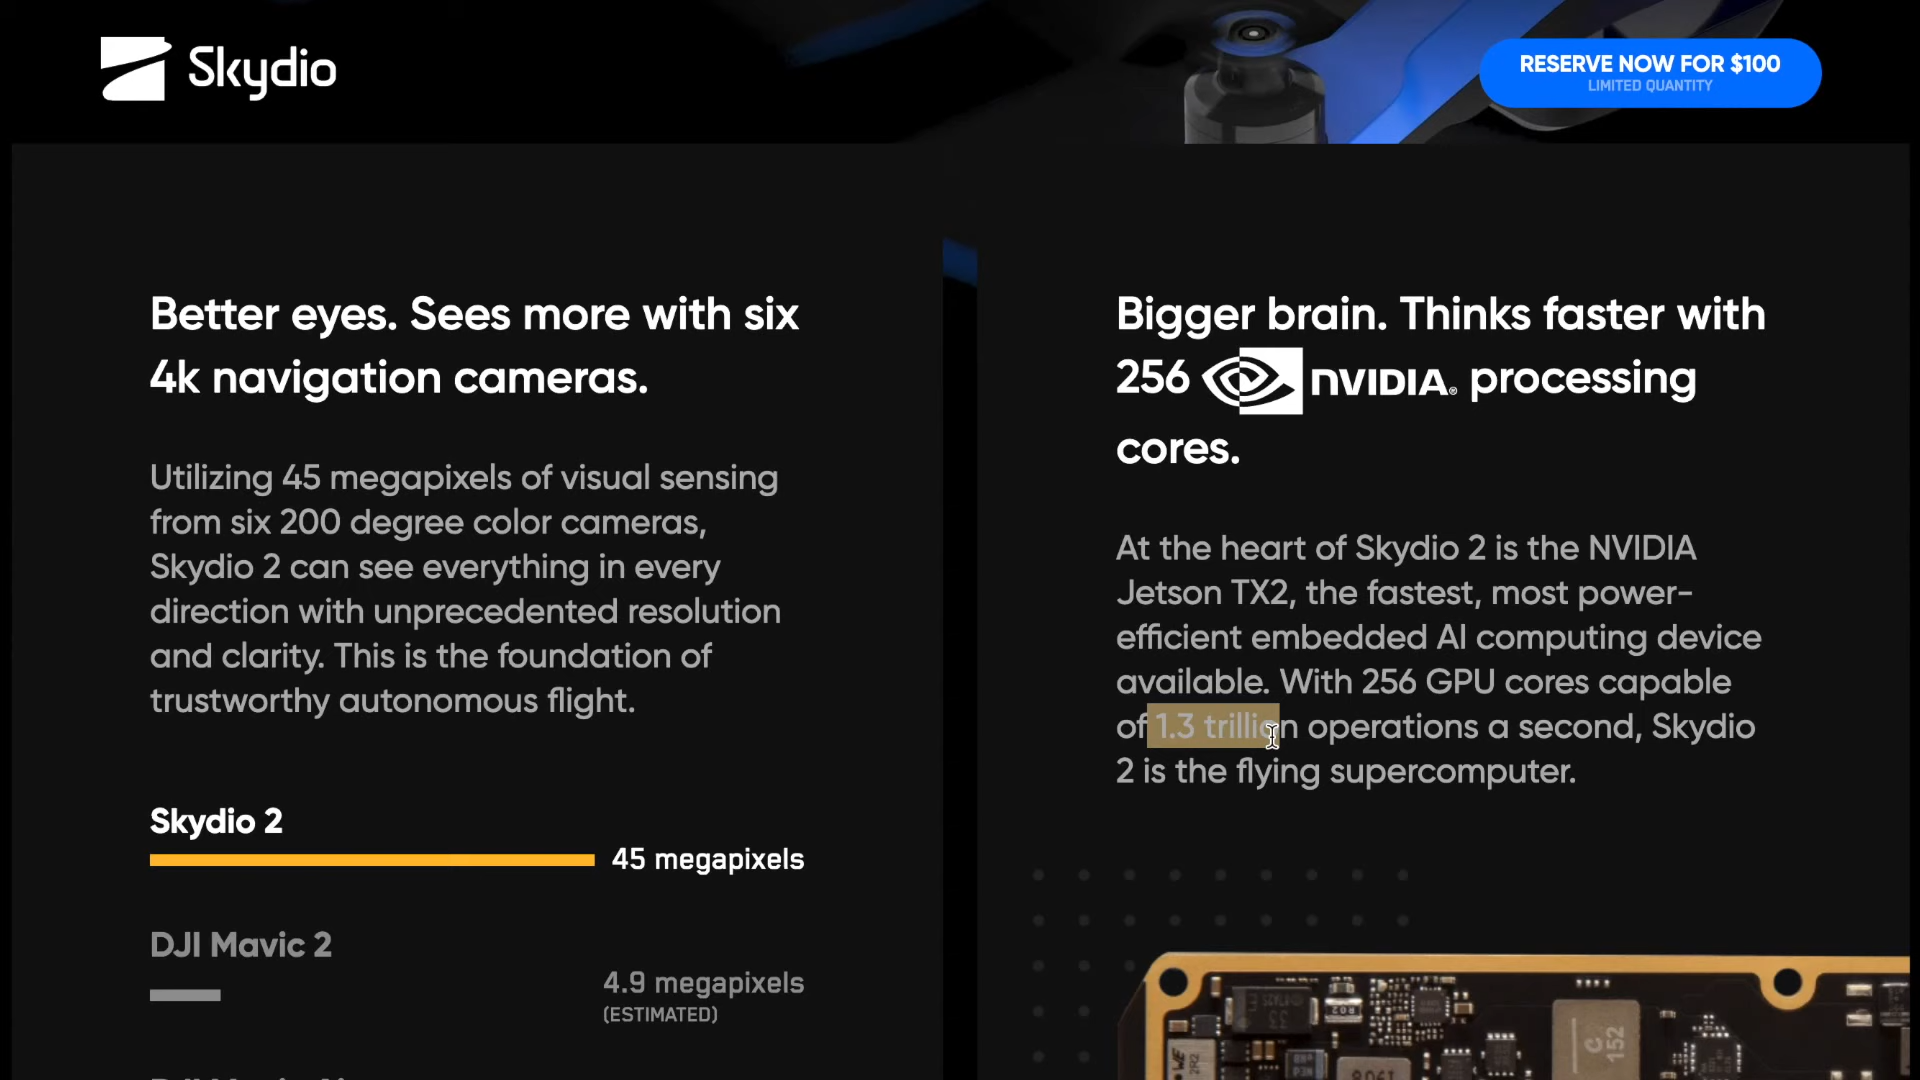 Skydio
RESERVE NOW FOR $100
LIMITED QUANTITY
Better eyes. Sees more with six
4k navigation cameras.
Utilizing 45 megapixels of visual sensing
from six 200 degree color cameras,
Skydio 2 can see everything in every
direction with unprecedented resolution
and clarity. This is the foundation of
trustworthy autonomous flight.
Skydio 2
45 megapixels
DJI Mavic 2
4.9 megapixels
(ESTIMATED)
Bigger brain. Thinks faster with
256 NVIDIA® processing
cores.
At the heart of Skydio 2 is the NVIDIA
Jetson TX2, the fastest, most power-
efficient embedded AI computing device
available. With 256 GPU cores capable
of 1.3 trillion operations a second, Skydio
2 is the flying supercomputer.
33
R02
2R2
152